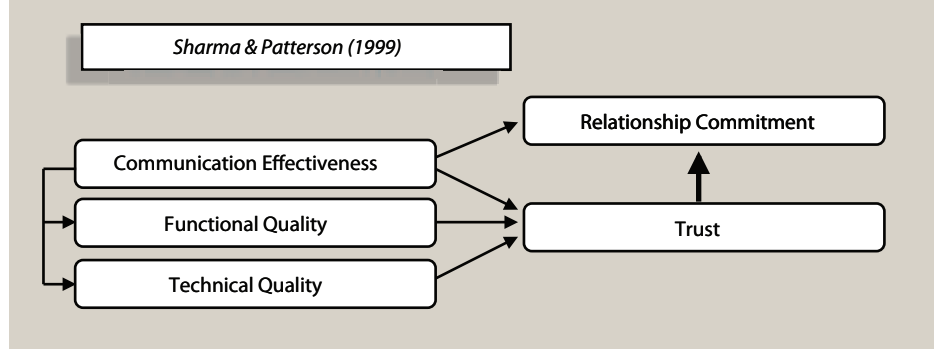 Sharma & Patterson (1999)
Relationship Commitment
Communication Effectiveness
Functional Quality
Trust
Technical Quality